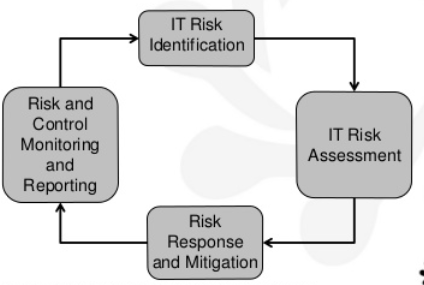 IT Risk
Identification
IT Risk
Assessment
Risk
Response
and Mitigation
Risk and
Control
Monitoring
and
Reporting